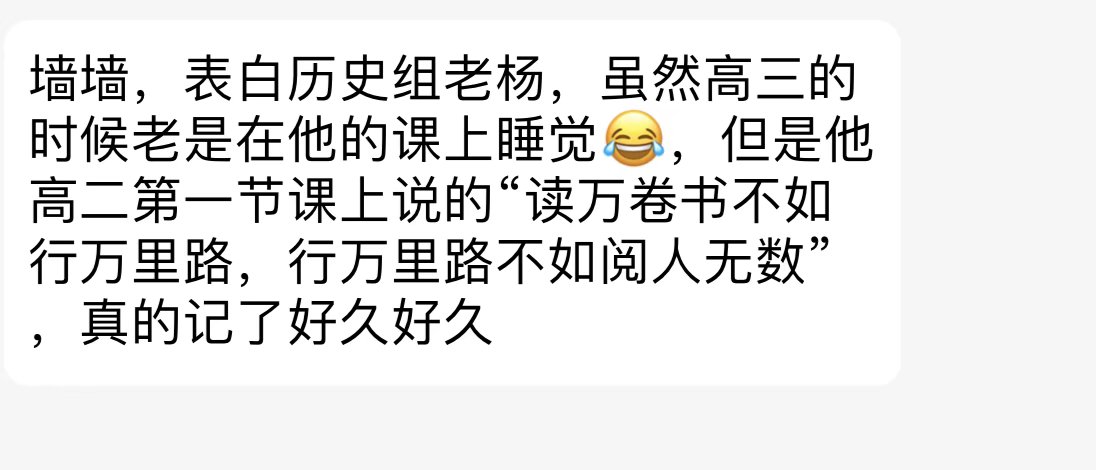 墙墙，表白历史组老杨，虽然高三的
时候老是在他的课上睡觉😂，但是他
高二第一节课上说的“读万卷书不如
行万里路，行万里路不如阅人无数”
，真的记了好久好久